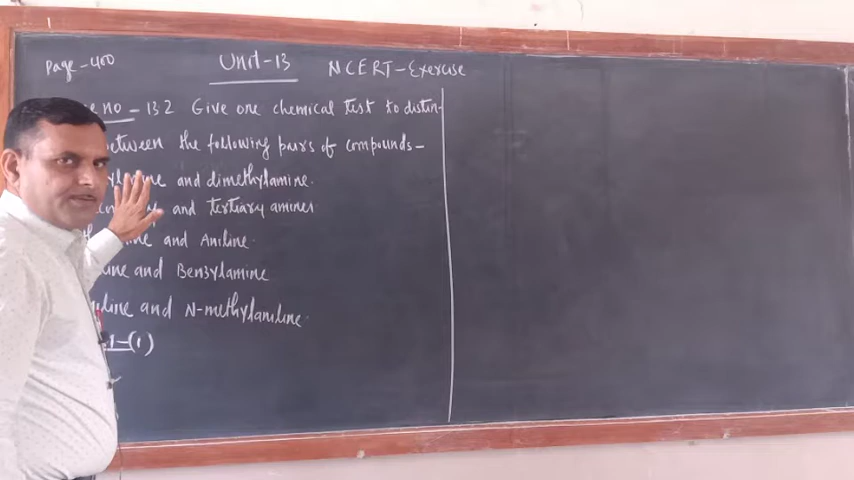 Page-400
Unit-13
NCERT-Exercise
no - 13.2 Give one chemical test to distin-
between the following pairs of compounds-
and dimethylamine.
and tertiary amines
and Aniline.
and Benzylamine
and N-methylaniline.
(1)